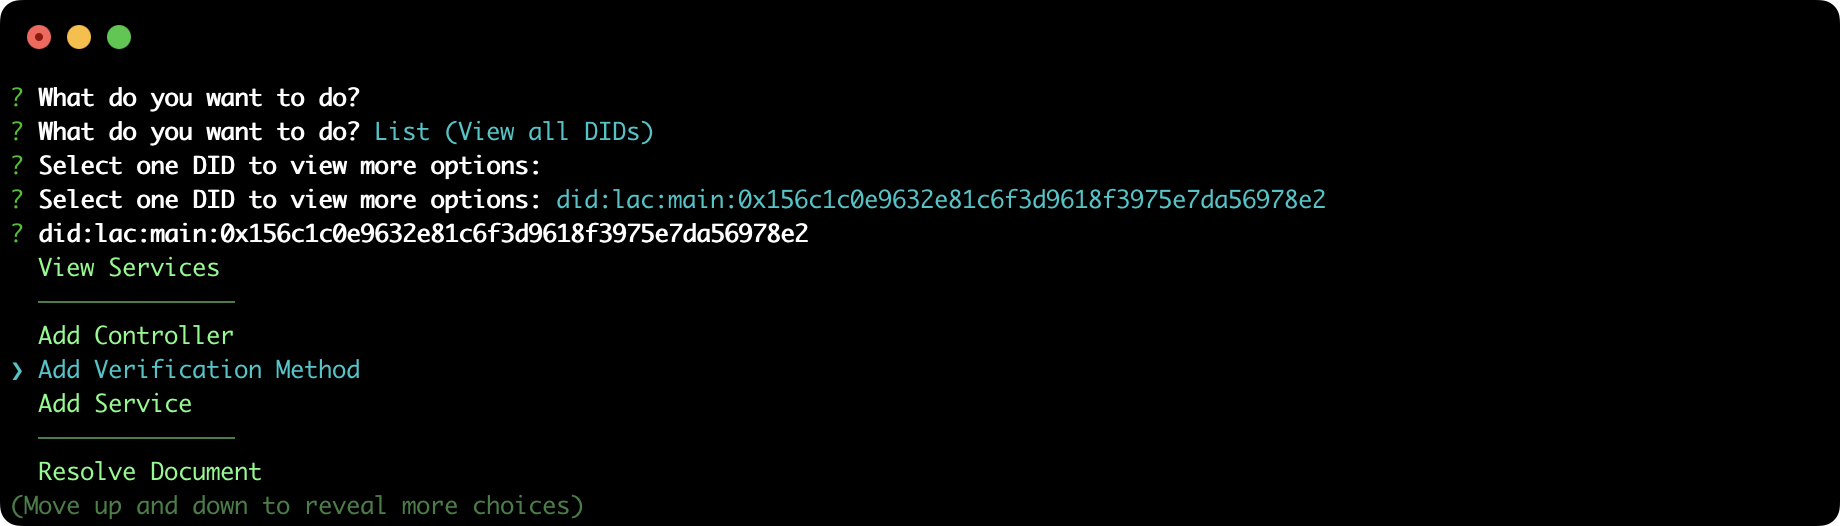 ? What do you want to do?
? What do you want to do? List (View all DIDs)
? Select one DID to view more options:
? Select one DID to view more options: did:lac:main:0x156c1c0e9632e81c6f3d9618f3975e7da56978e2
? did:lac:main:0x156c1c0e9632e81c6f3d9618f3975e7da56978e2
View Services
──────────────
Add Controller
❯ Add Verification Method
Add Service
──────────────
Resolve Document
(Move up and down to reveal more choices)